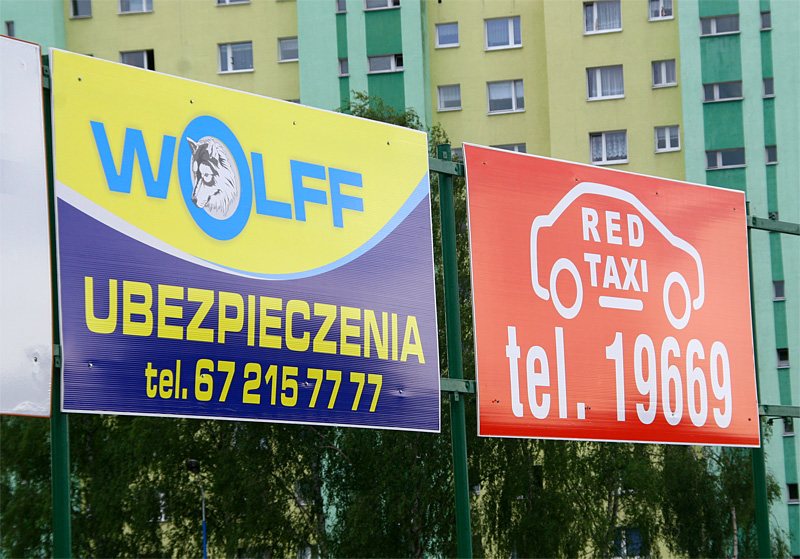 WOLFF
UBEZPIECZENIA
tel. 67 215 77 77
RED
TAXI
tel. 19669